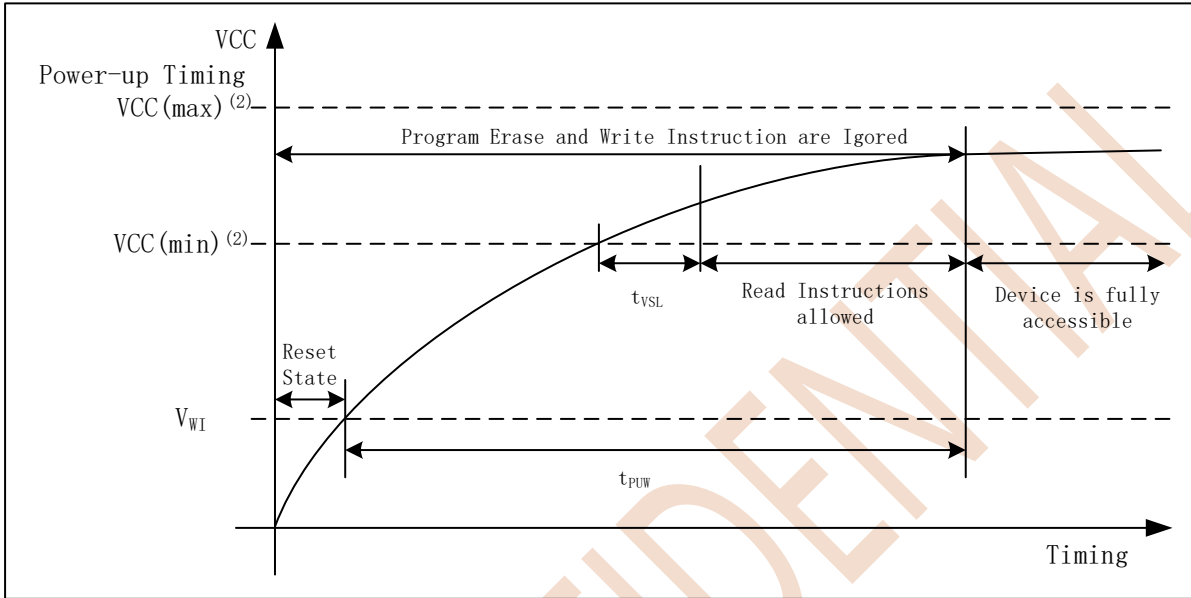 VCC
Power-up Timing
VCC(max)(2)
Program Erase and Write Instruction are Igored
VCC(min)(2)
tVSL
Read Instructions
allowed
Device is fully
accessible
Reset
State
VWI
tPUW
Timing
FIDENTIAL